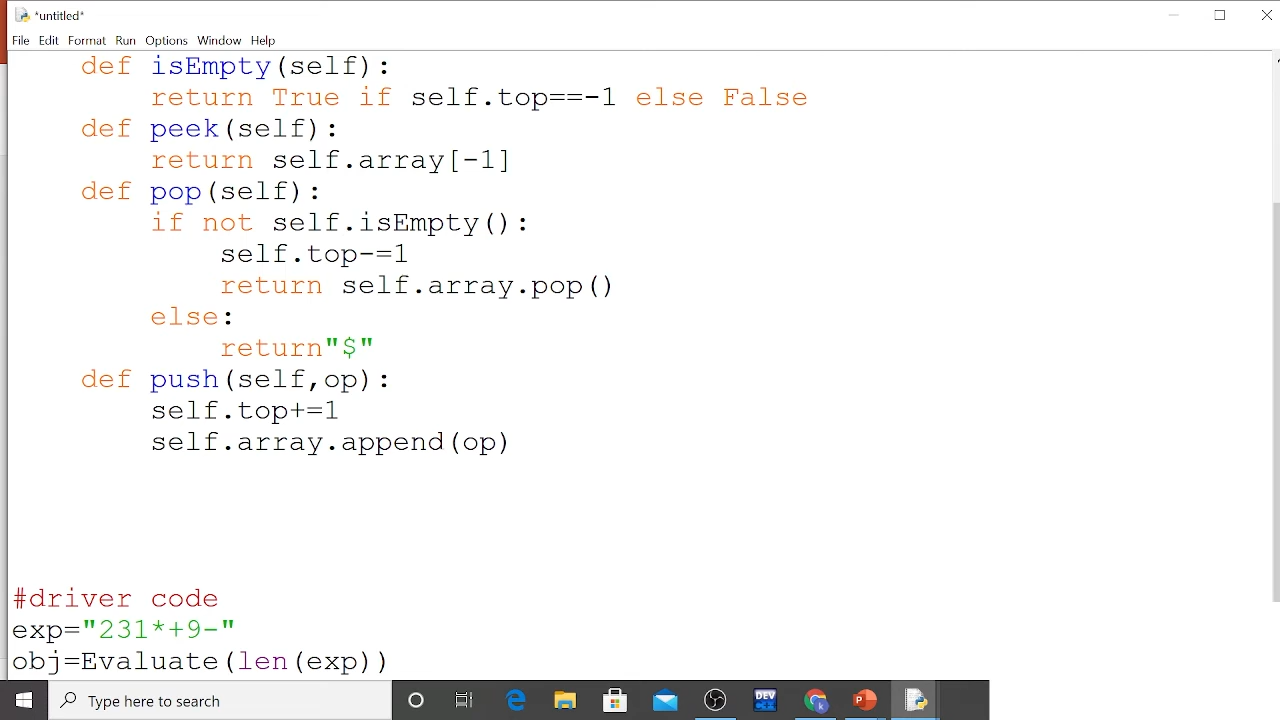 *untitled*
File Edit Format Run Options Window Help
    def isEmpty(self):
        return True if self.top==-1 else False
    def peek(self):
        return self.array[-1]
    def pop(self):
        if not self.isEmpty():
            self.top-=1
            return self.array.pop()
        else:
            return"$"
    def push(self,op):
        self.top+=1
        self.array.append(op)
#driver code
exp="231*+9-"
obj=Evaluate(len(exp))
Type here to search
DEV